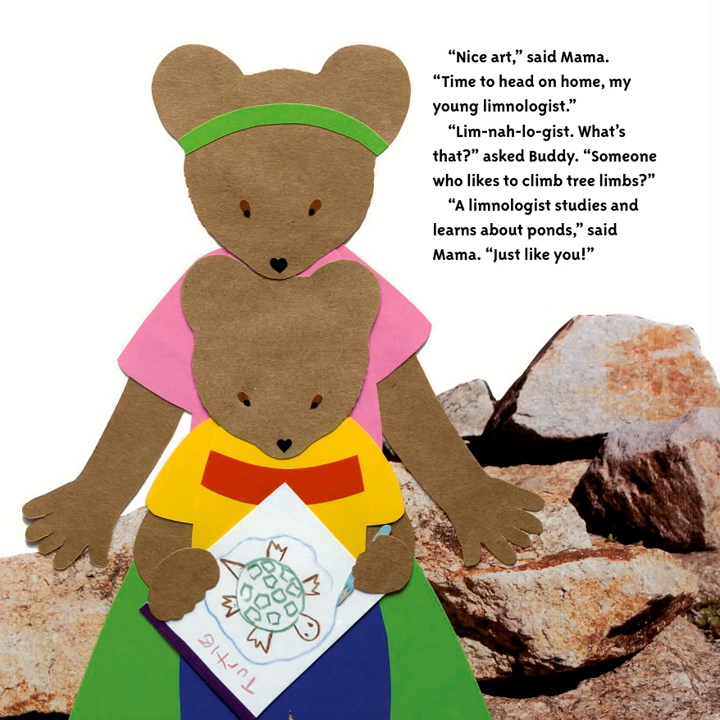 “Nice art,” said Mama.
“Time to head on home, my
young limnologist.”
“Lim-nah-lo-gist. What’s
that?” asked Buddy. “Someone
who likes to climb tree limbs?”
“A limnologist studies and
learns about ponds,” said
Mama. “Just like you!”
Turtle